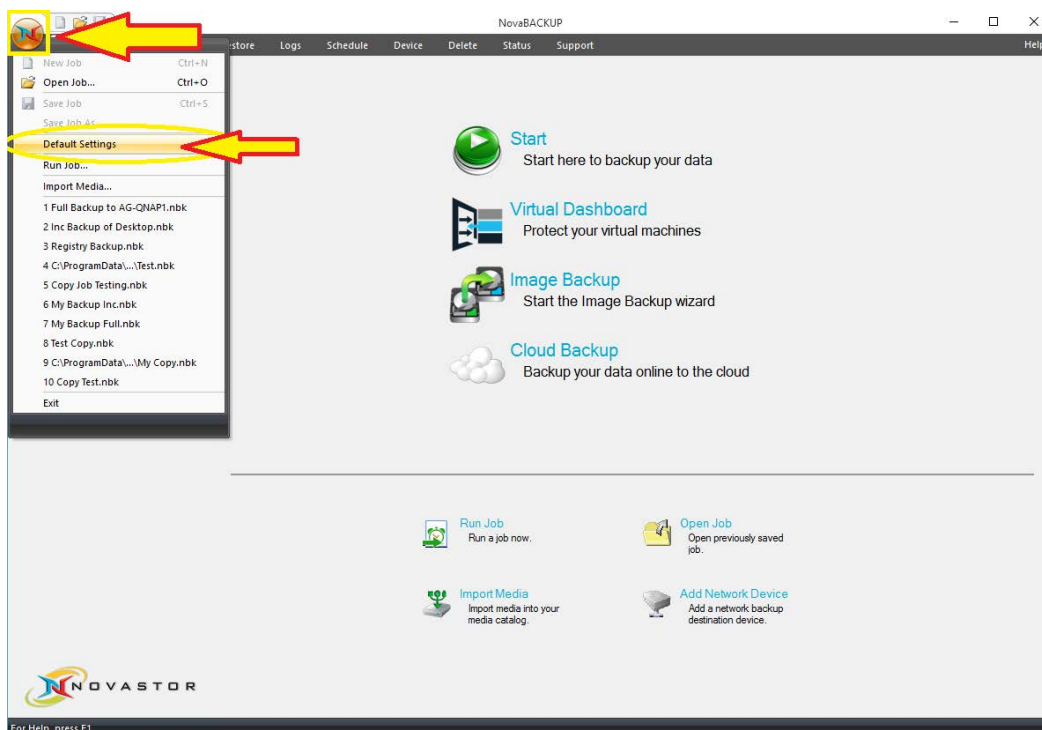 NovaBACKUP
Logs Schedule Device Delete Status Support
New Job Ctrl+N
Open Job... Ctrl+O
Save Job Ctrl+S
Save Job As...
Default Settings
Run Job...
Import Media...
1 Full Backup to AG-QNAP1.nbk
2 Inc Backup of Desktop.nbk
3 Registry Backup.nbk
4 C:\ProgramData\...\Test.nbk
5 Copy Job Testing.nbk
6 My Backup Inc.nbk
7 My Backup Full.nbk
8 Test Copy.nbk
9 C:\ProgramData\...\My Copy.nbk
10 Copy Test.nbk
Exit
Start
Start here to backup your data
Virtual Dashboard
Protect your virtual machines
Image Backup
Start the Image Backup wizard
Cloud Backup
Backup your data online to the cloud
Run Job
Run a job now.
Open Job
Open previously saved
job.
Import Media
Import media into your
media catalog.
Add Network Device
Add a network backup
destination device.
NOVASTOR
For Help, press F1